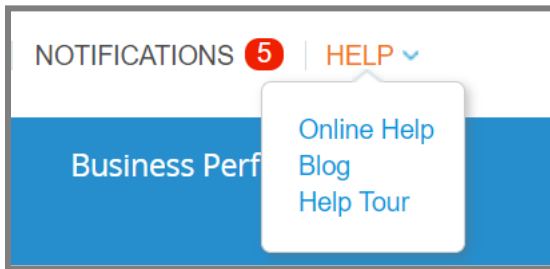 NOTIFICATIONS 5 HELP
Online Help
Business Perf Blog
Help Tour